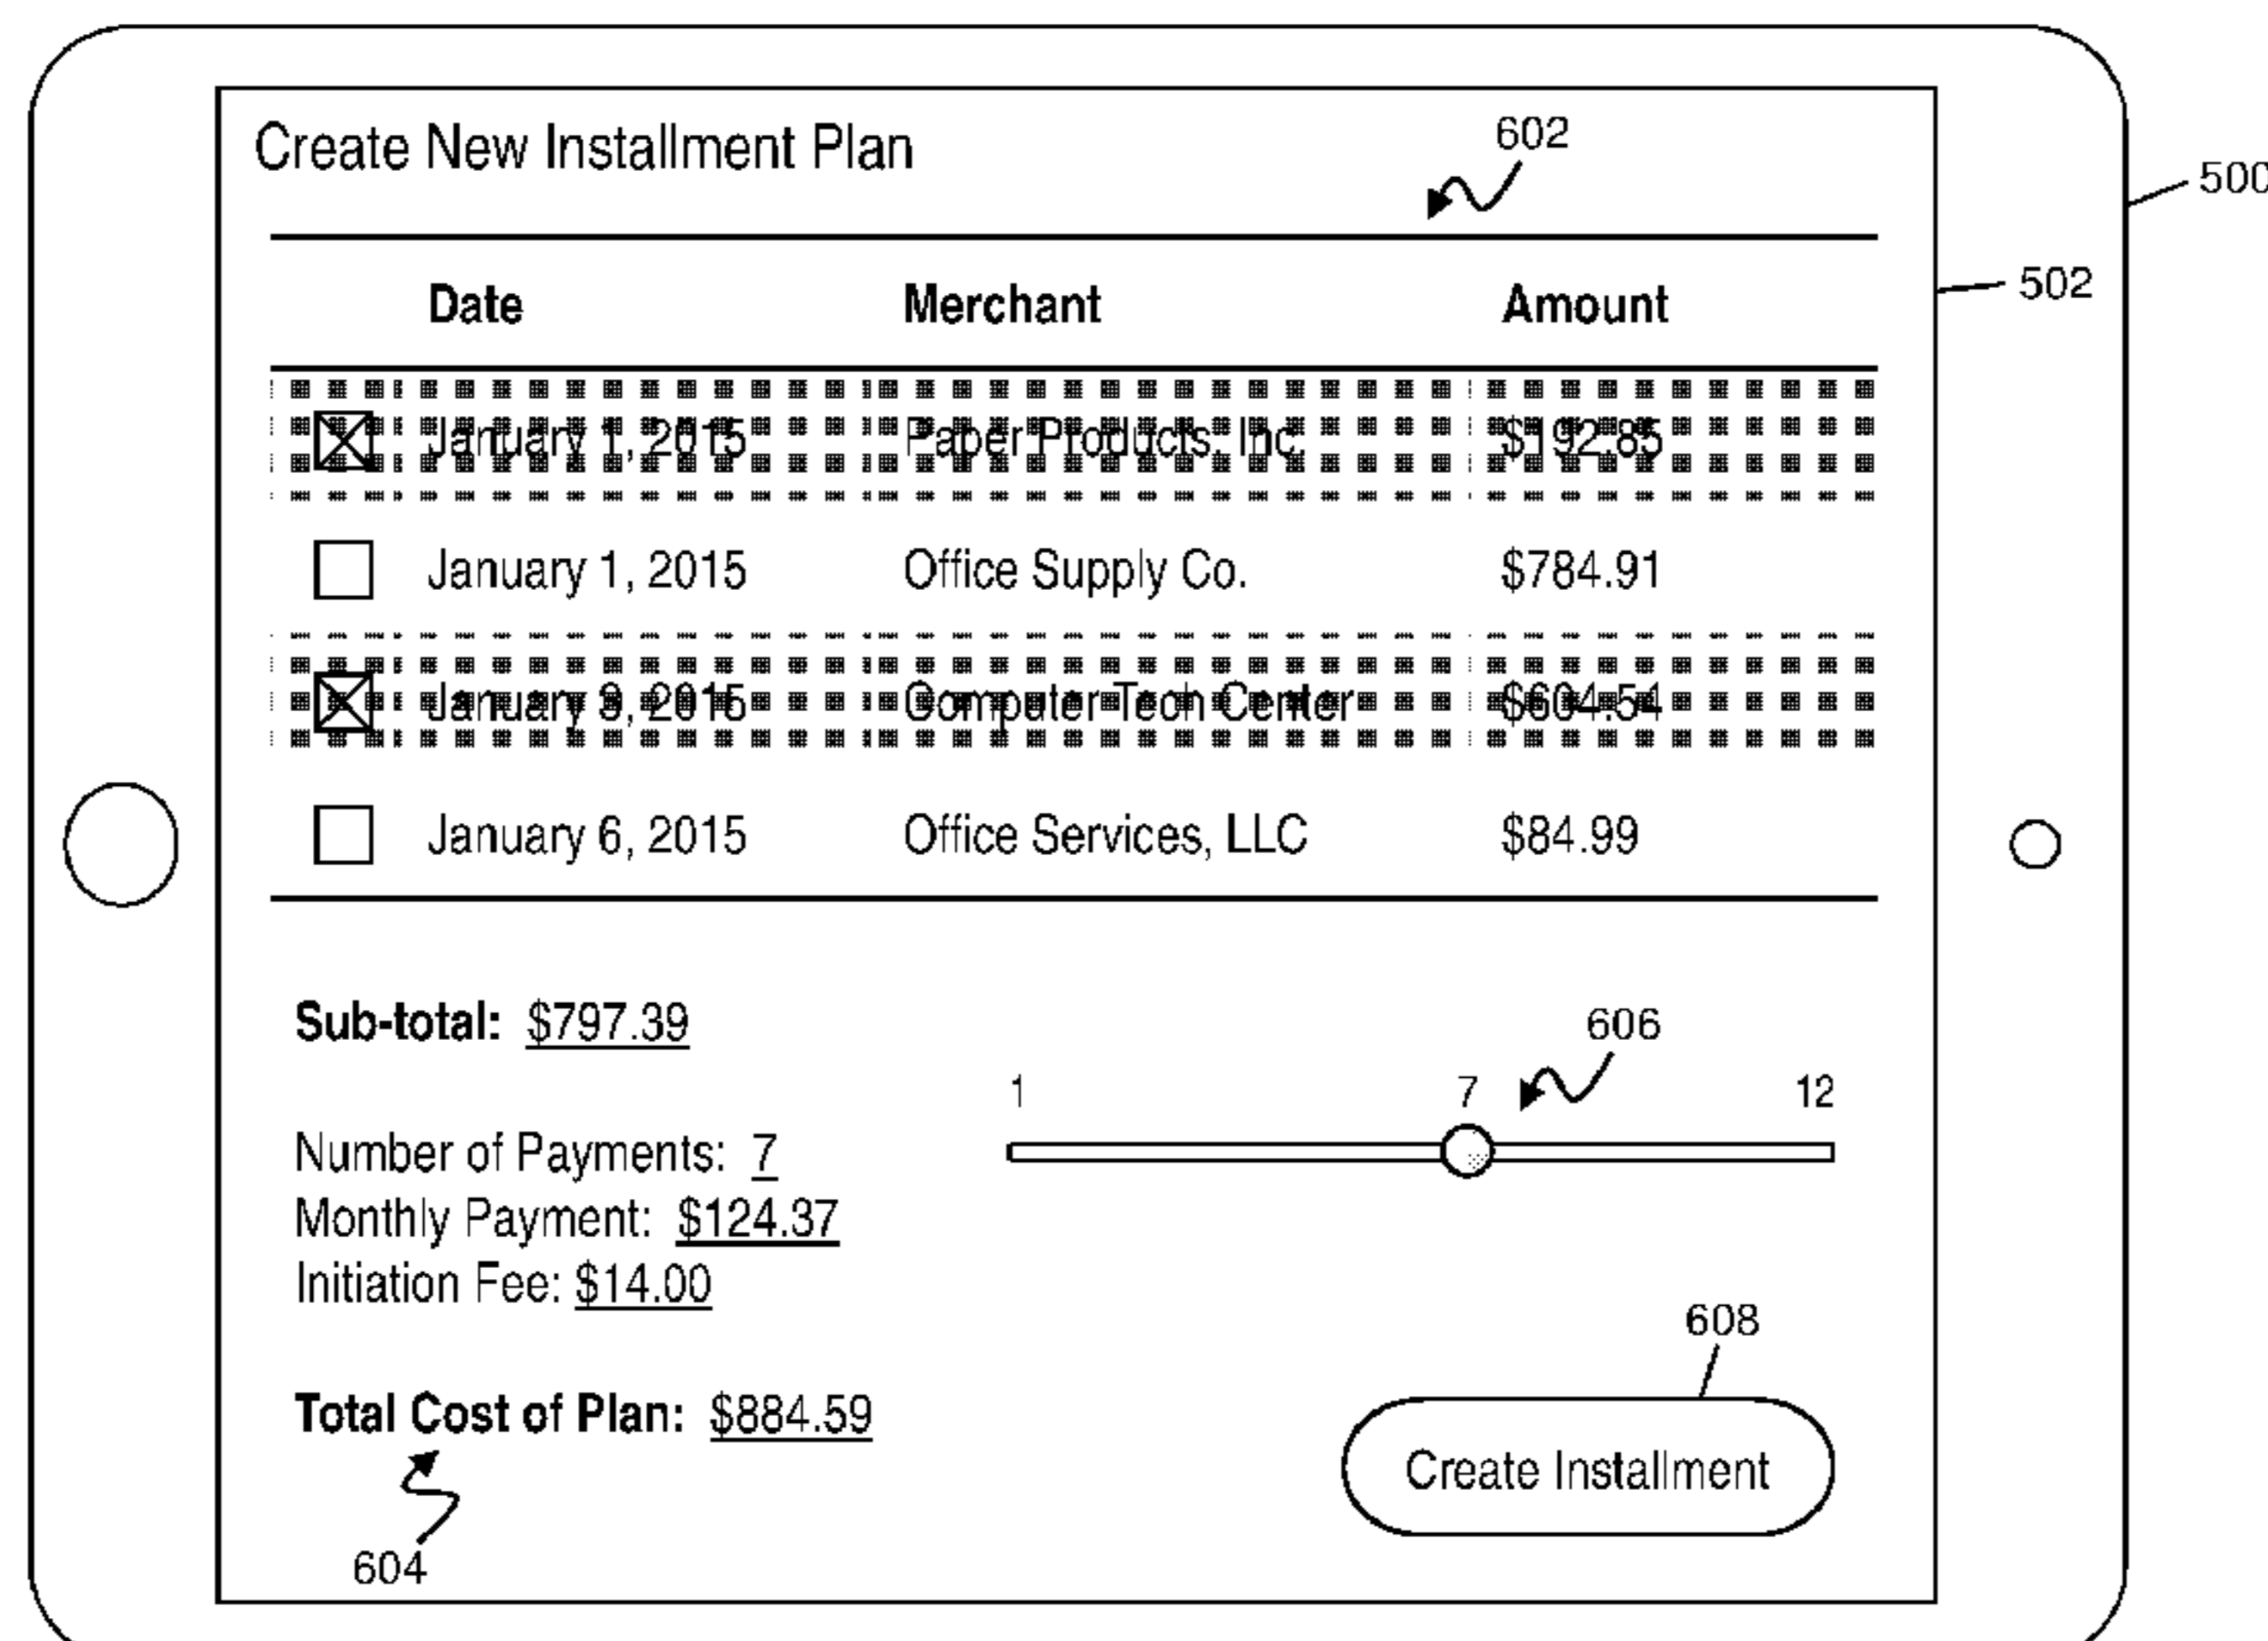 Create New Installment Plan
602
500
502
Date Merchant Amount
January 1, 2015 Paper Products, Inc. $192.85
January 1, 2015 Office Supply Co. $784.91
January 3, 2015 Computer Tech Center $604.54
January 6, 2015 Office Services, LLC $84.99
Sub-total: $797.39
606
1 7 12
Number of Payments: 7
Monthly Payment: $124.37
Initiation Fee: $14.00
608
Total Cost of Plan: $884.59
Create Installment
604